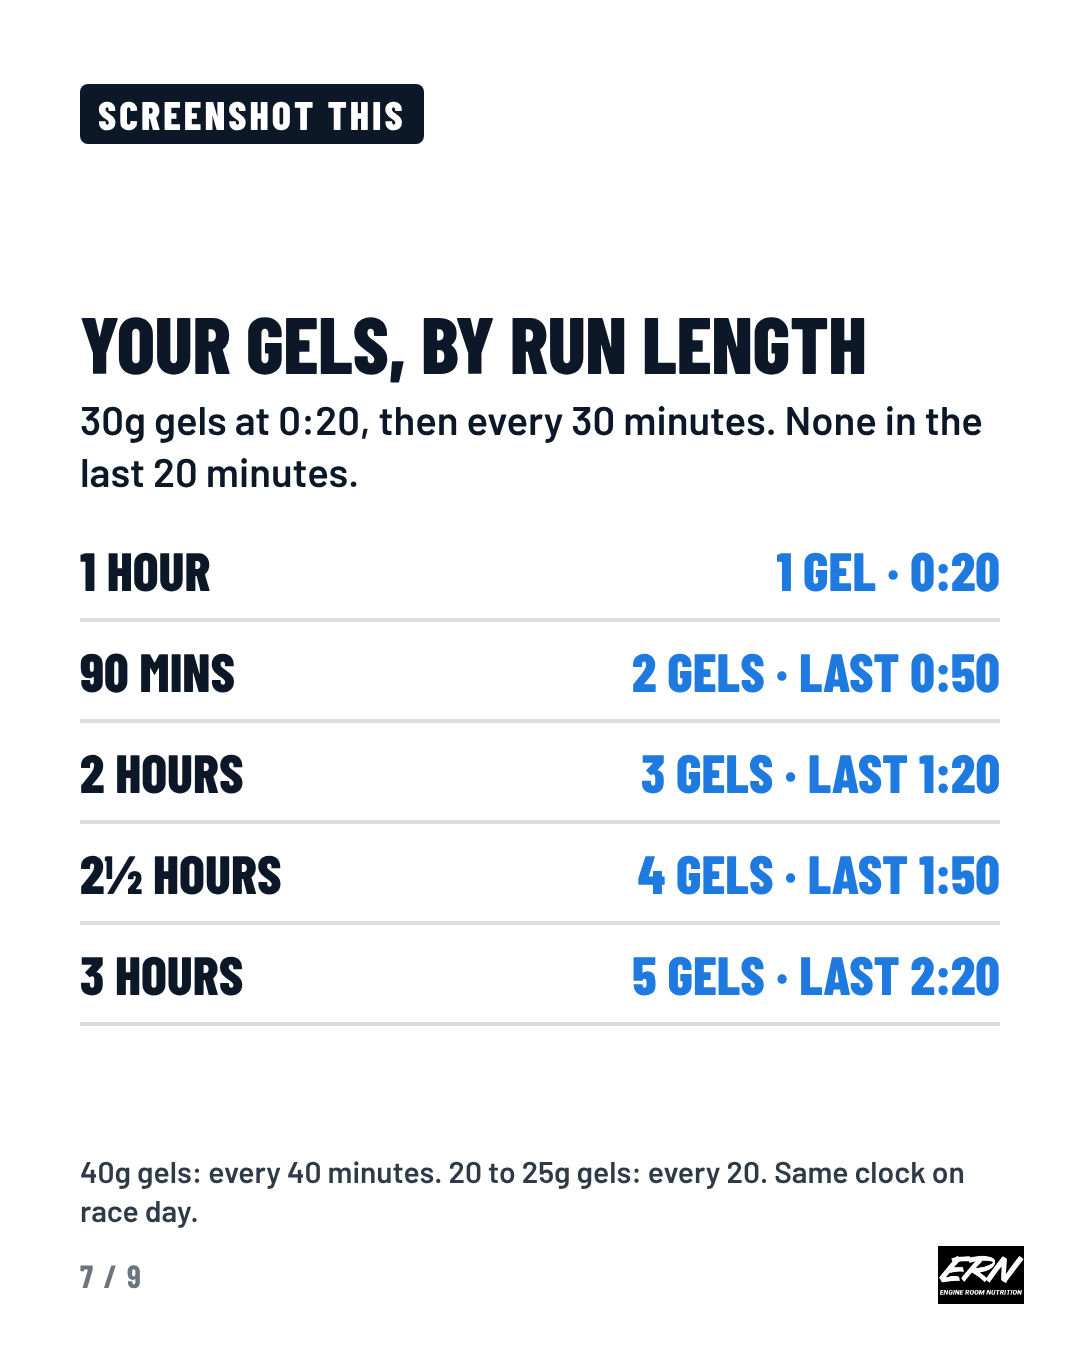 SCREENSHOT THIS
YOUR GELS, BY RUN LENGTH
30g gels at 0:20, then every 30 minutes. None in the
last 20 minutes.
1 HOUR 1 GEL · 0:20
90 MINS 2 GELS · LAST 0:50
2 HOURS 3 GELS · LAST 1:20
2½ HOURS 4 GELS · LAST 1:50
3 HOURS 5 GELS · LAST 2:20
40g gels: every 40 minutes. 20 to 25g gels: every 20. Same clock on
race day.
7 / 9
ERN
ENGINE ROOM NUTRITION